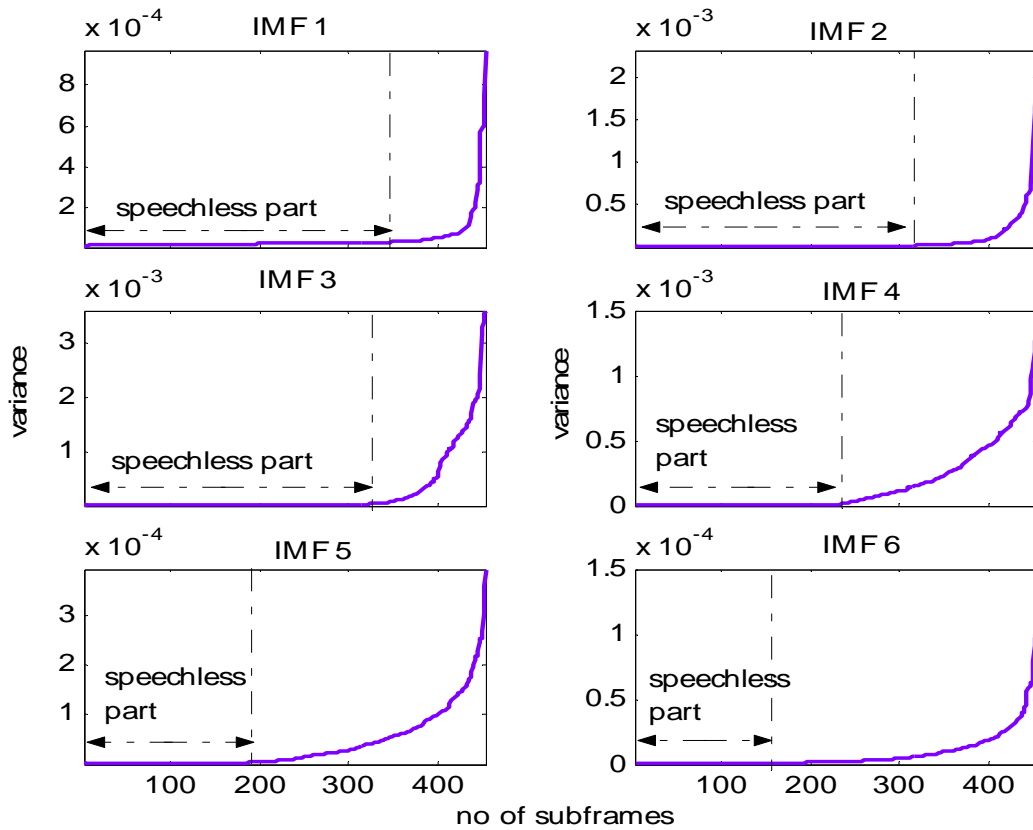 x 10-4
IMF 1
8
6
4
2
speechless part
x 10-3
IMF 2
2
1.5
1
0.5
speechless part
x 10-3
IMF 3
3
2
1
variance
speechless part
x 10-3
IMF 4
1.5
1
0.5
0
variance
speechless
part
x 10-4
IMF 5
3
2
1
speechless
part
100 200 300 400
x 10-4
IMF 6
1.5
1
0.5
0
speechless
part
100 200 300 400
no of subframes